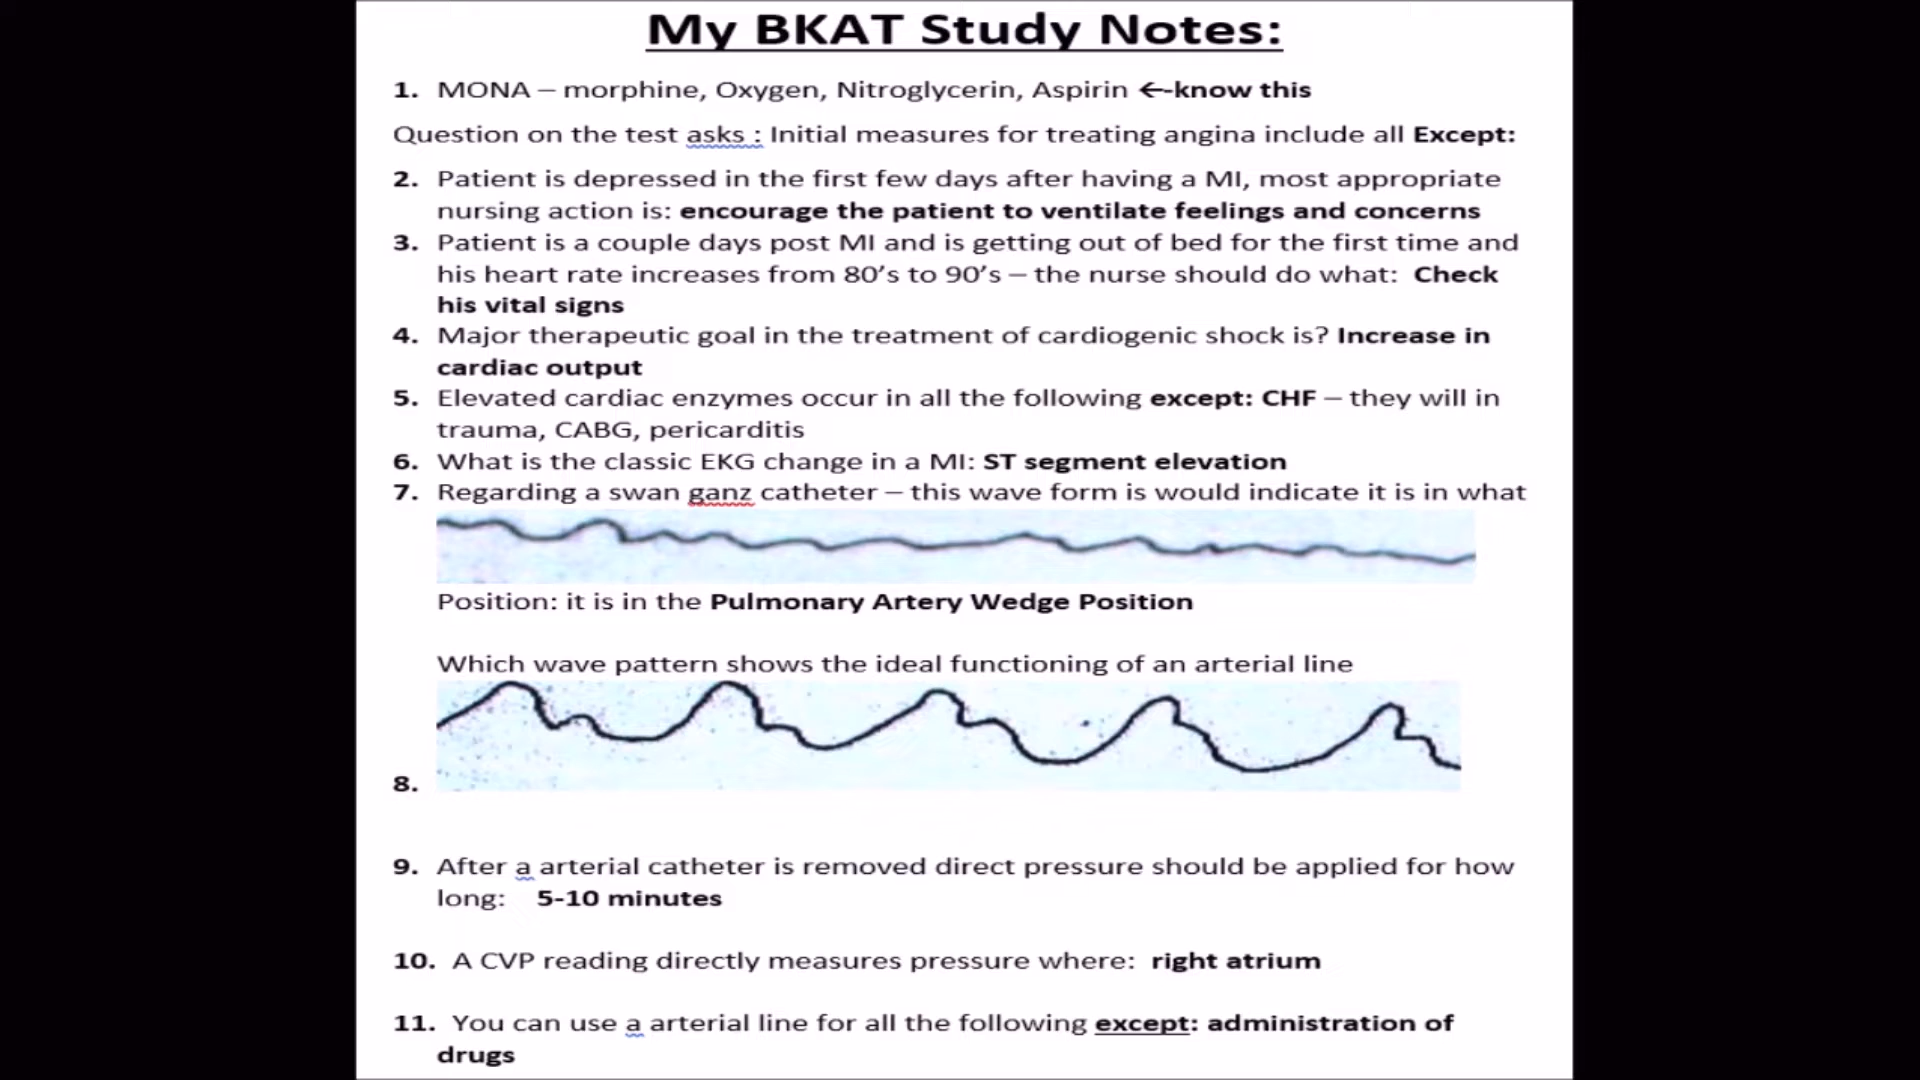 My BKAT Study Notes:
1. MONA – morphine, Oxygen, Nitroglycerin, Aspirin ←-know this
Question on the test asks : Initial measures for treating angina include all Except:
2. Patient is depressed in the first few days after having a MI, most appropriate
nursing action is: encourage the patient to ventilate feelings and concerns
3. Patient is a couple days post MI and is getting out of bed for the first time and
his heart rate increases from 80’s to 90’s – the nurse should do what: Check
his vital signs
4. Major therapeutic goal in the treatment of cardiogenic shock is? Increase in
cardiac output
5. Elevated cardiac enzymes occur in all the following except: CHF – they will in
trauma, CABG, pericarditis
6. What is the classic EKG change in a MI: ST segment elevation
7. Regarding a swan ganz catheter – this wave form is would indicate it is in what
Position: it is in the Pulmonary Artery Wedge Position
Which wave pattern shows the ideal functioning of an arterial line
8.
9. After a arterial catheter is removed direct pressure should be applied for how
long: 5-10 minutes
10. A CVP reading directly measures pressure where: right atrium
11. You can use a arterial line for all the following except: administration of
drugs